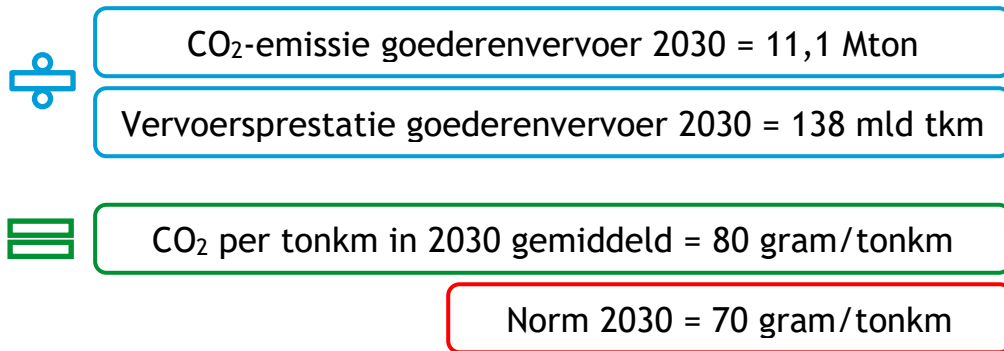 CO₂-emissie goederenvervoer 2030 = 11,1 Mton
Vervoersprestatie goederenvervoer 2030 = 138 mld tkm
CO₂ per tonkm in 2030 gemiddeld = 80 gram/tonkm
Norm 2030 = 70 gram/tonkm